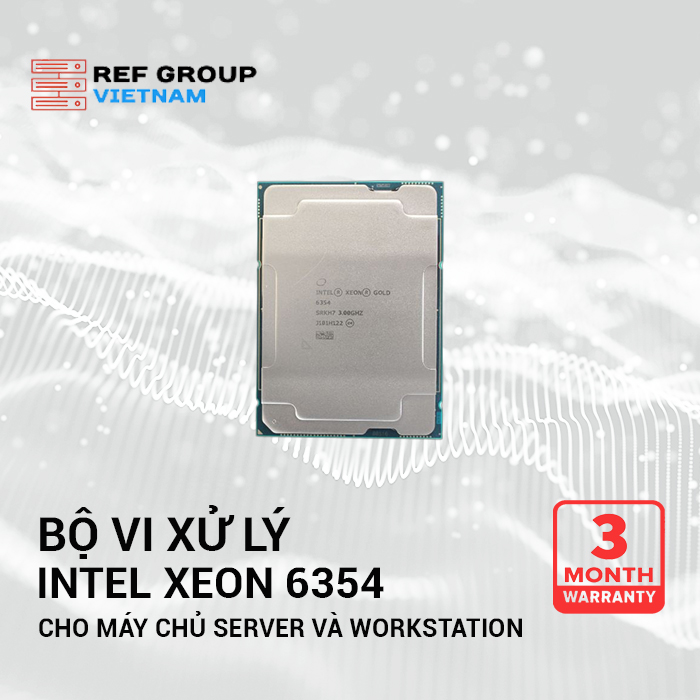 REF GROUP
VIETNAM
INTEL® XEON® GOLD
6354
SRKH7 3.00GHZ
BỘ VI XỬ LÝ
INTEL XEON 6354
CHO MÁY CHỦ SERVER VÀ WORKSTATION
3
MONTH
WARRANTY